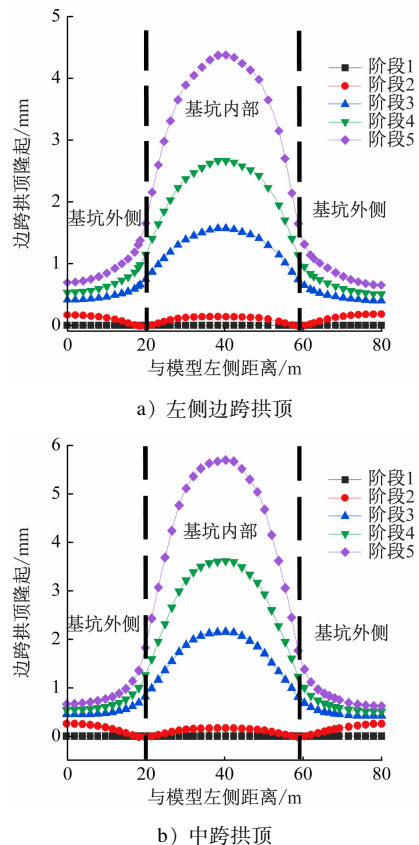 5
4
3
2
1
0
边跨拱顶隆起/mm
阶段1
阶段2
阶段3
阶段4
阶段5
基坑内部
基坑外侧
基坑外侧
0 20 40 60 80
与模型左侧距离/m
a）左侧边跨拱顶
6
5
4
3
2
1
0
边跨拱顶隆起/mm
阶段1
阶段2
阶段3
阶段4
阶段5
基坑内部
基坑外侧
基坑外侧
0 20 40 60 80
与模型左侧距离/m
b）中跨拱顶